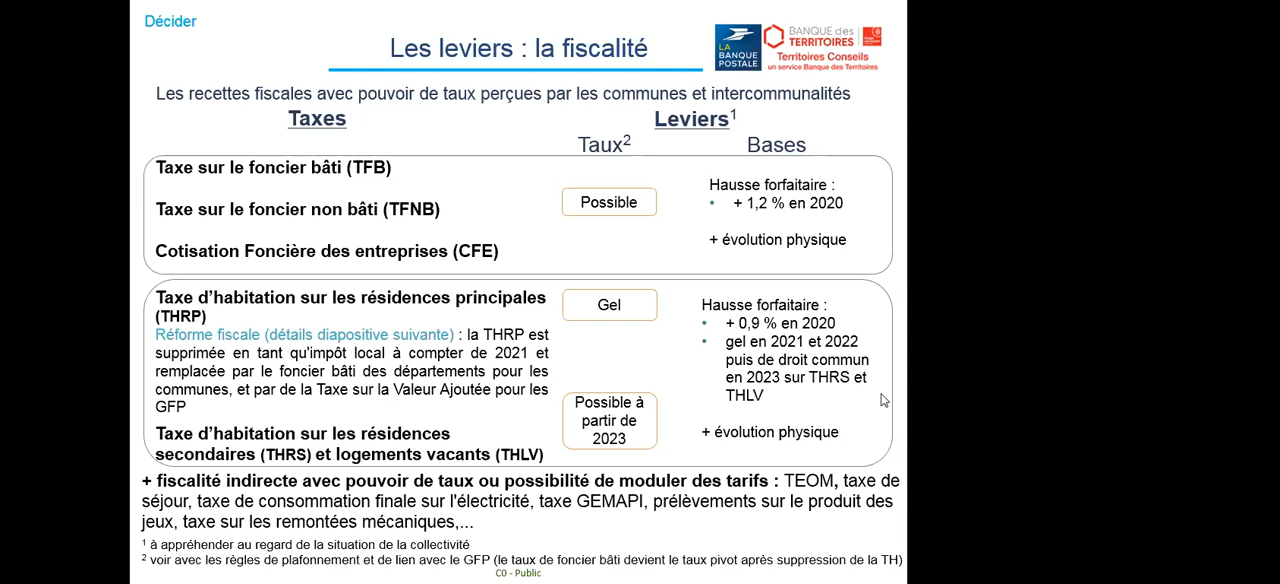 Décider
Les leviers : la fiscalité
LA
BANQUE
POSTALE
BANQUE des
TERRITOIRES
Territoires Conseils
un service Banque des Territoires
Les recettes fiscales avec pouvoir de taux perçues par les communes et intercommunalités
Taxes
Leviers1
Taux2
Bases
Taxe sur le foncier bâti (TFB)
Taxe sur le foncier non bâti (TFNB)
Cotisation Foncière des entreprises (CFE)
Possible
Hausse forfaitaire :
• + 1,2 % en 2020
+ évolution physique
Taxe d’habitation sur les résidences principales
(THRP)
Réforme fiscale (détails diapositive suivante) : la THRP est
supprimée en tant qu'impôt local à compter de 2021 et
remplacée par le foncier bâti des départements pour les
communes, et par de la Taxe sur la Valeur Ajoutée pour les
GFP
Taxe d’habitation sur les résidences
secondaires (THRS) et logements vacants (THLV)
Gel
Possible à
partir de
2023
Hausse forfaitaire :
• + 0,9 % en 2020
• gel en 2021 et 2022
puis de droit commun
en 2023 sur THRS et
THLV
+ évolution physique
+ fiscalité indirecte avec pouvoir de taux ou possibilité de moduler des tarifs : TEOM, taxe de
séjour, taxe de consommation finale sur l'électricité, taxe GEMAPI, prélèvements sur le produit des
jeux, taxe sur les remontées mécaniques,...
1 à appréhender au regard de la situation de la collectivité
2 voir avec les règles de plafonnement et de lien avec le GFP (le taux de foncier bâti devient le taux pivot après suppression de la TH)
C0 - Public